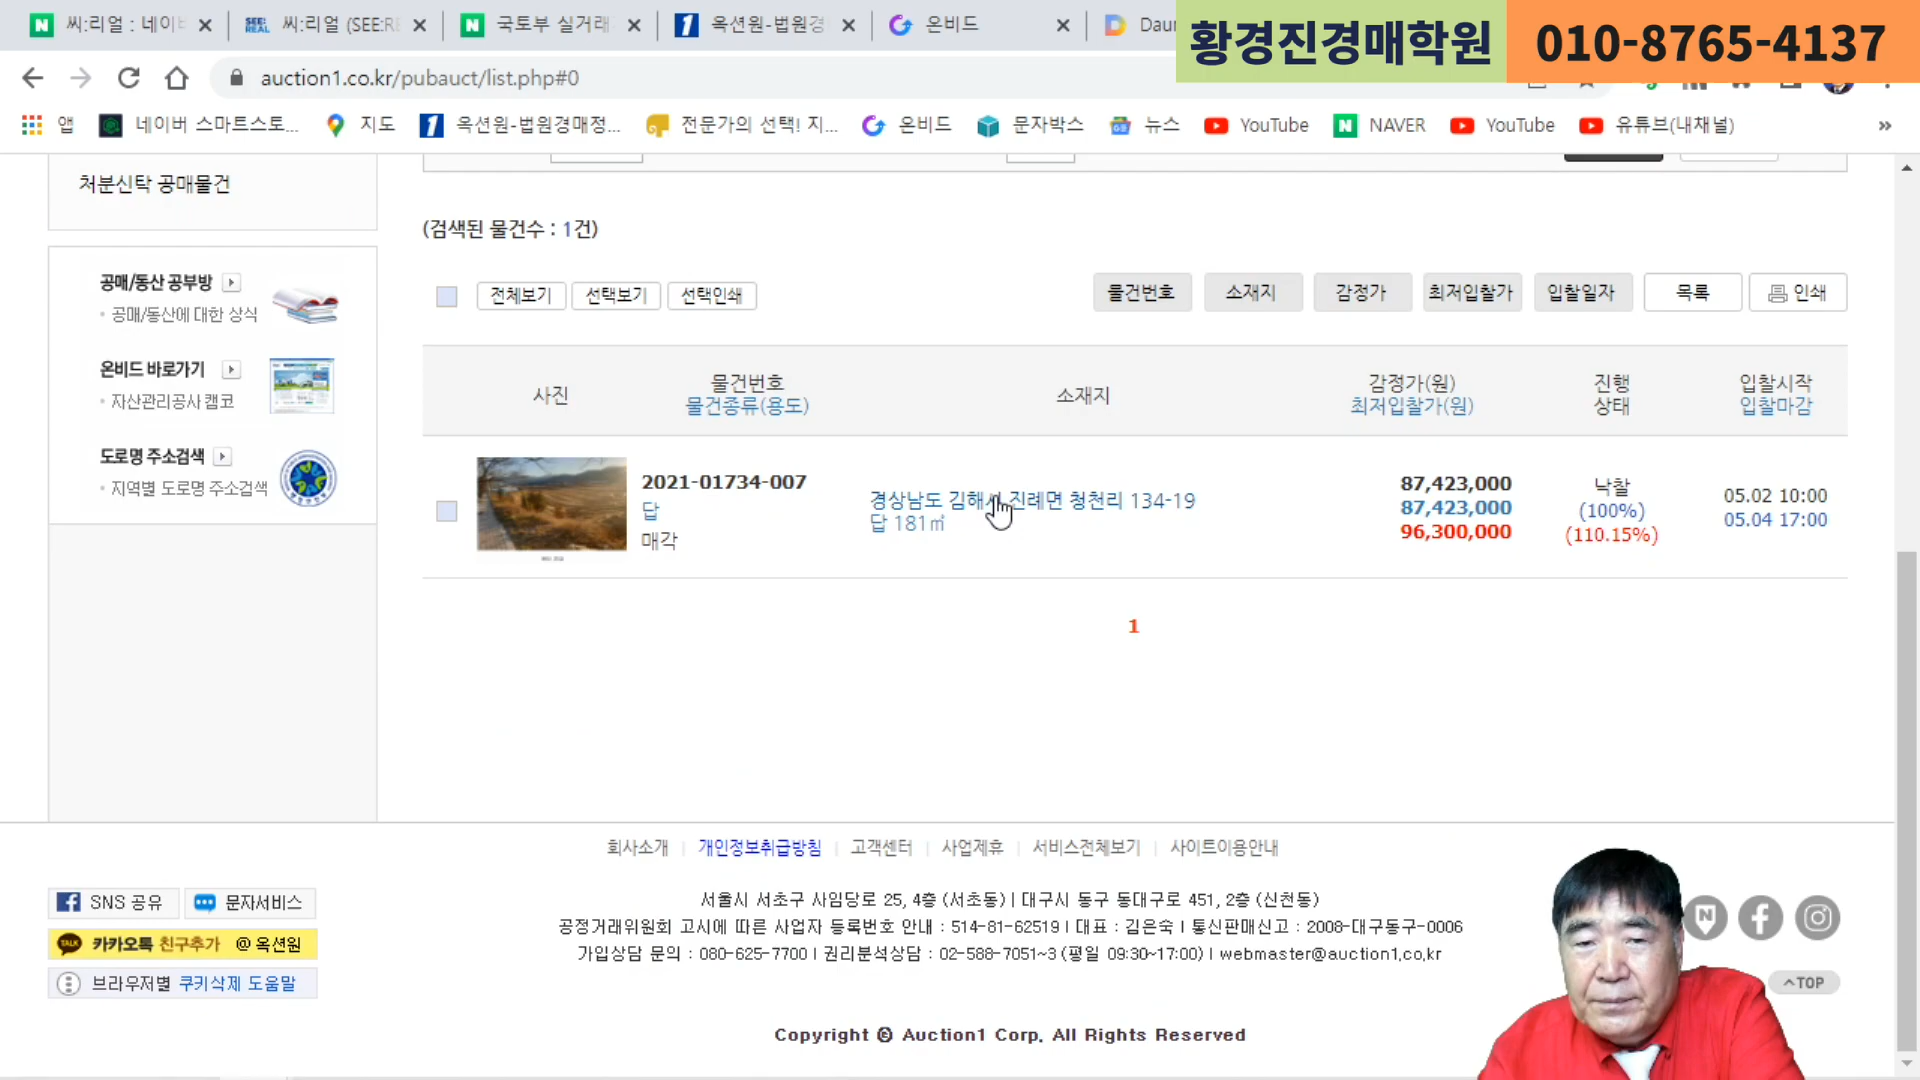 씨:리얼 : 네이버
SEE: REAL 씨:리얼 (SEE:RE
국토부 실거래
옥션원-법원경
온비드
Daum
황경진경매학원
010-8765-4137
auction1.co.kr/pubauct/list.php#0
앱
네이버 스마트스토...
지도
옥션원-법원경매정...
전문가의 선택! 지...
온비드
문자박스
뉴스
YouTube
NAVER
YouTube
유튜브(내채널)
»
처분신탁 공매물건
(검색된 물건수 : 1건)
공매/동산 공부방
· 공매/동산에 대한 상식
온비드 바로가기
· 자산관리공사 캠코
도로명 주소검색
· 지역별 도로명 주소검색
전체보기 선택보기 선택인쇄
물건번호 소재지 감정가 최저입찰가 입찰일자 목록 인쇄
사진
물건번호
물건종류(용도)
소재지
감정가(원)
최저입찰가(원)
진행
상태
입찰시작
입찰마감
2021-01734-007
답
매각
경상남도 김해시 진례면 청천리 134-19
답 181㎡
87,423,000
87,423,000
96,300,000
낙찰
(100%)
(110.15%)
05.02 10:00
05.04 17:00
1
회사소개 | 개인정보취급방침 | 고객센터 | 사업제휴 | 서비스전체보기 | 사이트이용안내
SNS 공유
문자서비스
TALK 카카오톡 친구추가 @ 옥션원
브라우저별 쿠키삭제 도움말
서울시 서초구 사임당로 25, 4층 (서초동) | 대구시 동구 동대구로 451, 2층 (신천동)
공정거래위원회 고시에 따른 사업자 등록번호 안내 : 514-81-62519 | 대표 : 김은숙 | 통신판매신고 : 2008-대구동구-0006
가입상담 문의 : 080-625-7700 | 권리분석상담 : 02-588-7051~3 (평일 09:30~17:00) | webmaster@auction1.co.kr
Copyright © Auction1 Corp. All Rights Reserved
TOP